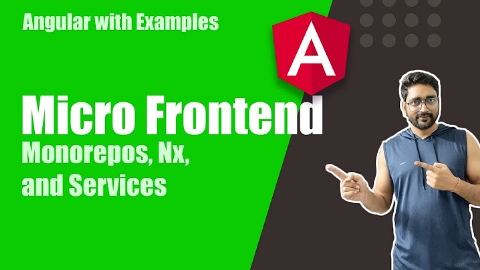 Angular with Examples
A
Micro Frontend
Monorepos, Nx,
and Services